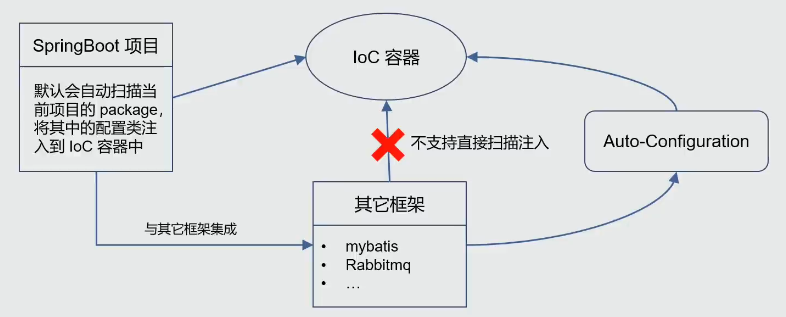 SpringBoot 项目
默认会自动扫描当
前项目的 package，
将其中的配置类注
入到 IoC 容器中
IoC 容器
不支持直接扫描注入
Auto-Configuration
与其它框架集成
其它框架
• mybatis
• Rabbitmq
• …